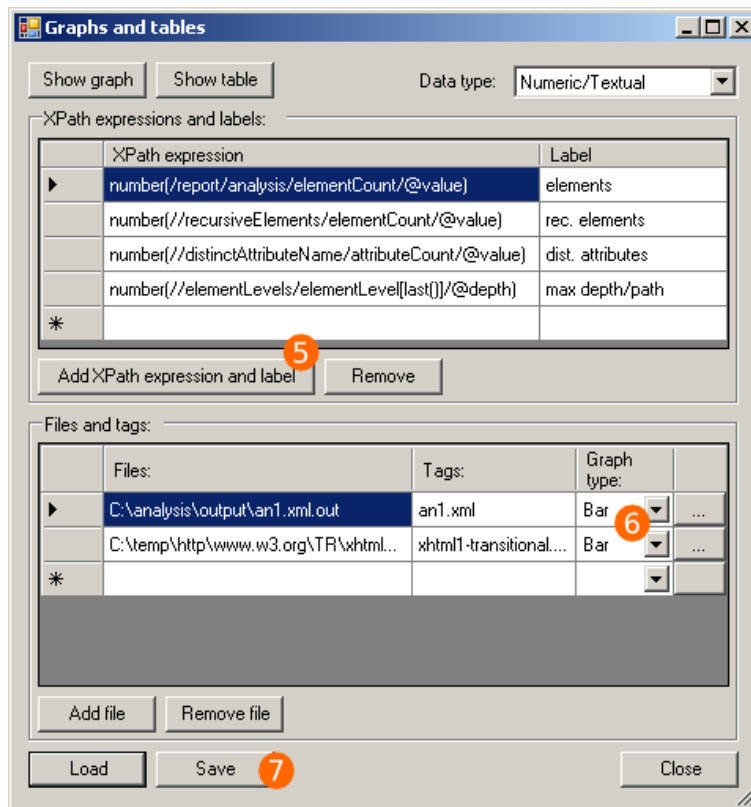 Graphs and tables
Show graph Show table Data type: Numeric/Textual
XPath expressions and labels:
XPath expression Label
number(/report/analysis/elementCount/@value) elements
number(//recursiveElements/elementCount/@value) rec. elements
number(//distinctAttributeName/attributeCount/@value) dist. attributes
number(//elementLevels/elementLevel[last()]/@depth) max depth/path
5
Add XPath expression and label Remove
Files and tags:
Files: Tags: Graph
type:
C:\analysis\output\an1.xml.out an1.xml Bar ...
6
C:\temp\http\www.w3.org\TR\xhtml... xhtml1-transitional.... Bar ...
Add file Remove file
Load Save 7 Close